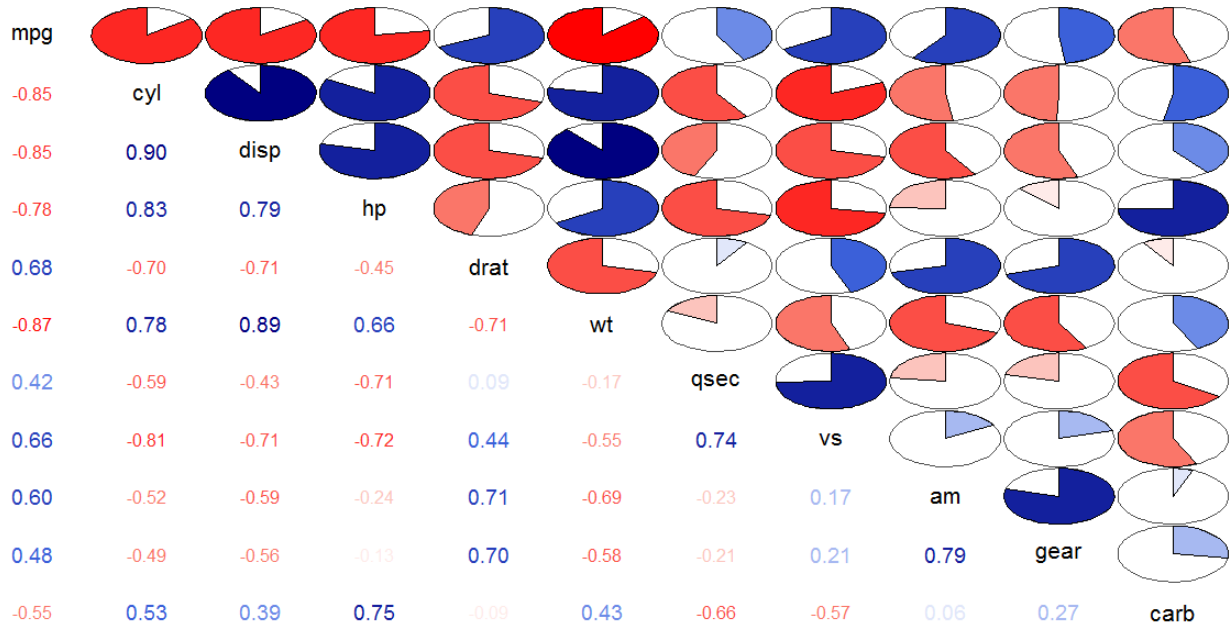 mpg
-0.85 cyl
-0.85 0.90 disp
-0.78 0.83 0.79 hp
0.68 -0.70 -0.71 -0.45 drat
-0.87 0.78 0.89 0.66 -0.71 wt
0.42 -0.59 -0.43 -0.71 0.09 -0.17 qsec
0.66 -0.81 -0.71 -0.72 0.44 -0.55 0.74 vs
0.60 -0.52 -0.59 -0.24 0.71 -0.69 -0.23 0.17 am
0.48 -0.49 -0.56 -0.13 0.70 -0.58 -0.21 0.21 0.79 gear
-0.55 0.53 0.39 0.75 -0.09 0.43 -0.66 -0.57 0.06 0.27 carb